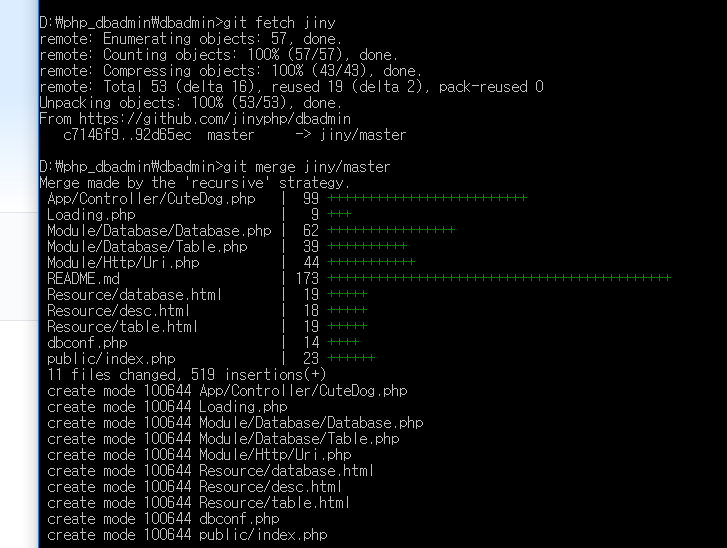 D:₩php_dbadmin₩dbadmin>git fetch jiny
remote: Enumerating objects: 57, done.
remote: Counting objects: 100% (57/57), done.
remote: Compressing objects: 100% (43/43), done.
remote: Total 53 (delta 16), reused 19 (delta 2), pack-reused 0
Unpacking objects: 100% (53/53), done.
From https://github.com/jinyphp/dbadmin
   c7146f9..92d65ec  master     -> jiny/master
D:₩php_dbadmin₩dbadmin>git merge jiny/master
Merge made by the 'recursive' strategy.
 App/Controller/CuteDog.php   |  99 +++++++++++++++++++++++++
 Loading.php                  |   9 +++
 Module/Database/Database.php |  62 ++++++++++++++++
 Module/Database/Table.php    |  39 ++++++++++
 Module/Http/Uri.php          |  44 +++++++++++
 README.md                    | 173 +++++++++++++++++++++++++++++++++++++++++++
 Resource/database.html       |  19 +++++
 Resource/desc.html           |  18 +++++
 Resource/table.html          |  19 +++++
 dbconf.php                   |  14 ++++
 public/index.php             |  23 ++++++
 11 files changed, 519 insertions(+)
 create mode 100644 App/Controller/CuteDog.php
 create mode 100644 Loading.php
 create mode 100644 Module/Database/Database.php
 create mode 100644 Module/Database/Table.php
 create mode 100644 Module/Http/Uri.php
 create mode 100644 Resource/database.html
 create mode 100644 Resource/desc.html
 create mode 100644 Resource/table.html
 create mode 100644 dbconf.php
 create mode 100644 public/index.php